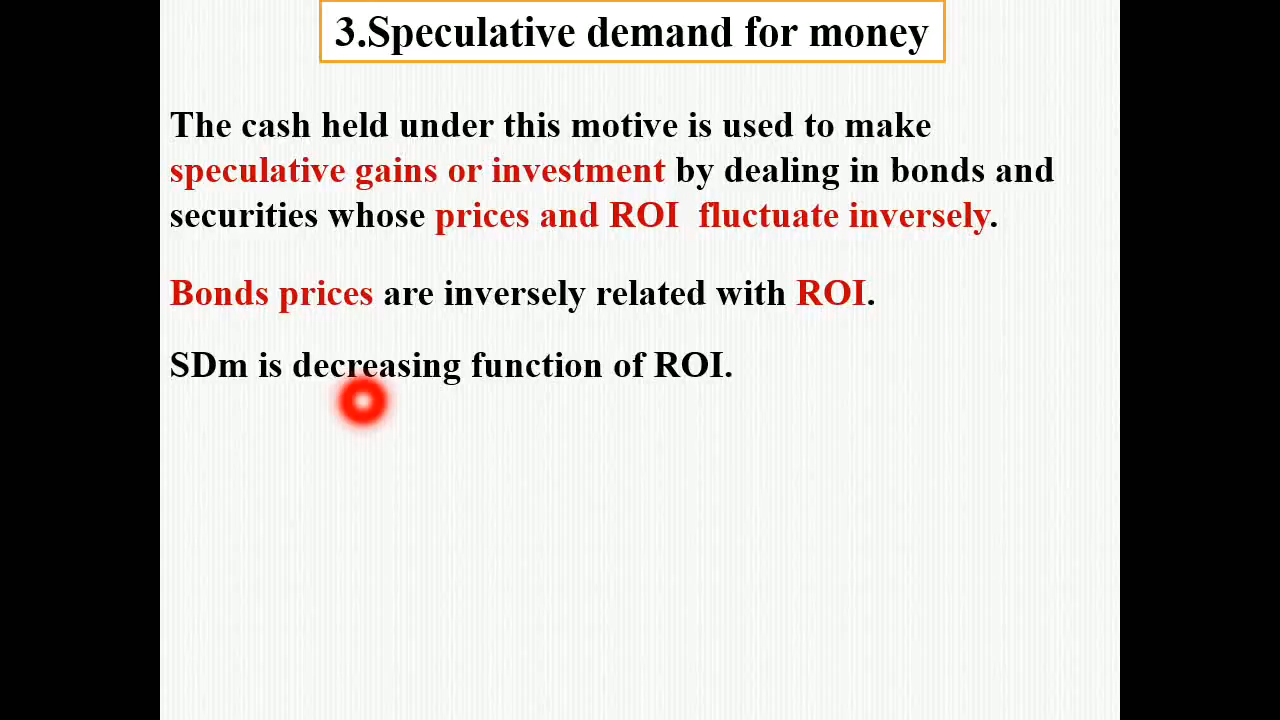 3.Speculative demand for money
The cash held under this motive is used to make
speculative gains or investment by dealing in bonds and
securities whose prices and ROI fluctuate inversely.
Bonds prices are inversely related with ROI.
SDm is decreasing function of ROI.